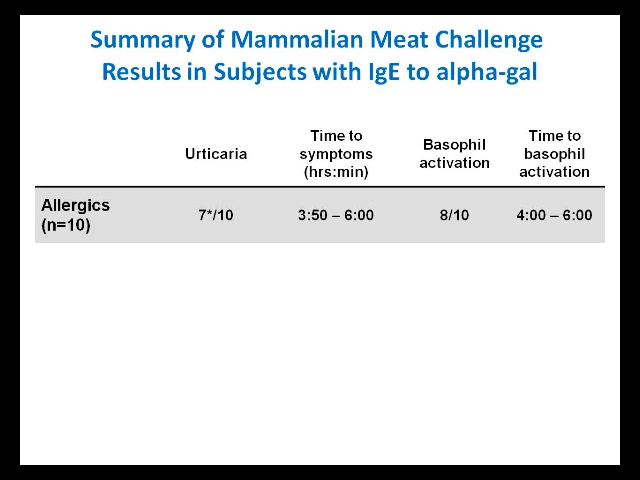 Summary of Mammalian Meat Challenge
Results in Subjects with IgE to alpha-gal
Urticaria
Time to
symptoms
(hrs:min)
Basophil
activation
Time to
basophil
activation
Allergics
(n=10)
7*/10
3:50 – 6:00
8/10
4:00 – 6:00